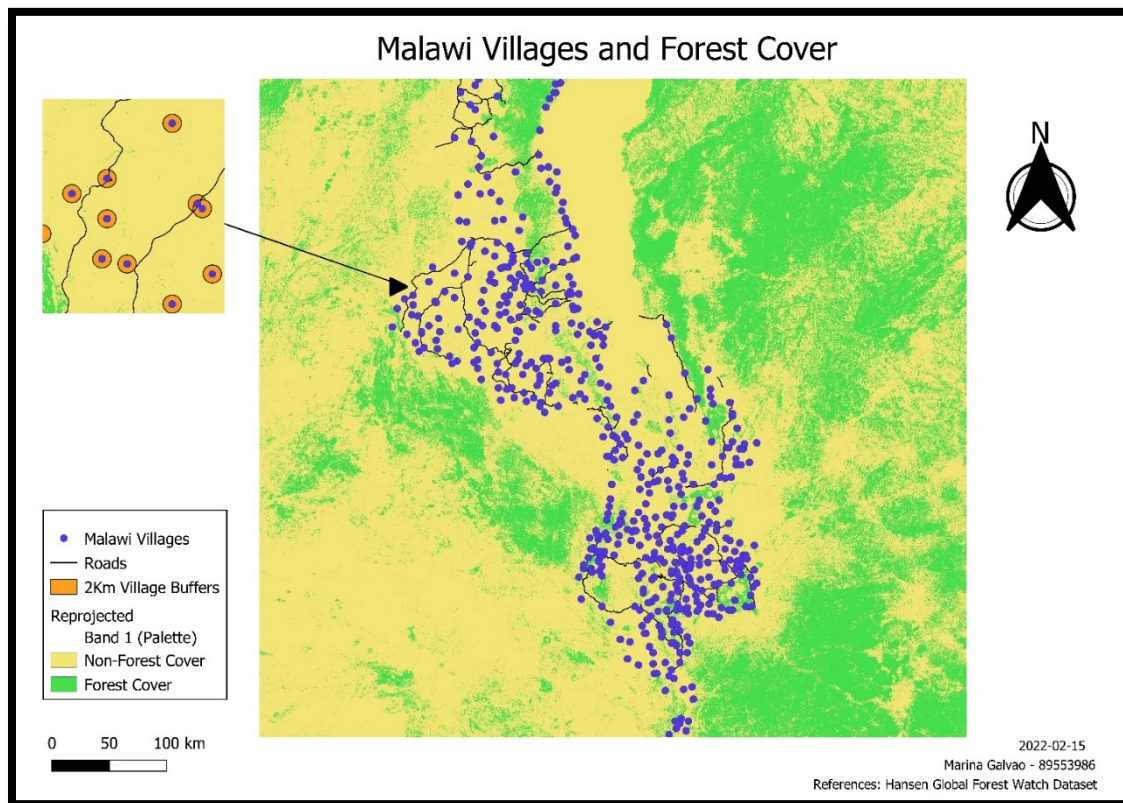 Malawi Villages and Forest Cover
N
Malawi Villages
Roads
2Km Village Buffers
Reprojected
Band 1 (Palette)
Non-Forest Cover
Forest Cover
0 50 100 km
2022-02-15
Marina Galvao - 89553986
References: Hansen Global Forest Watch Dataset